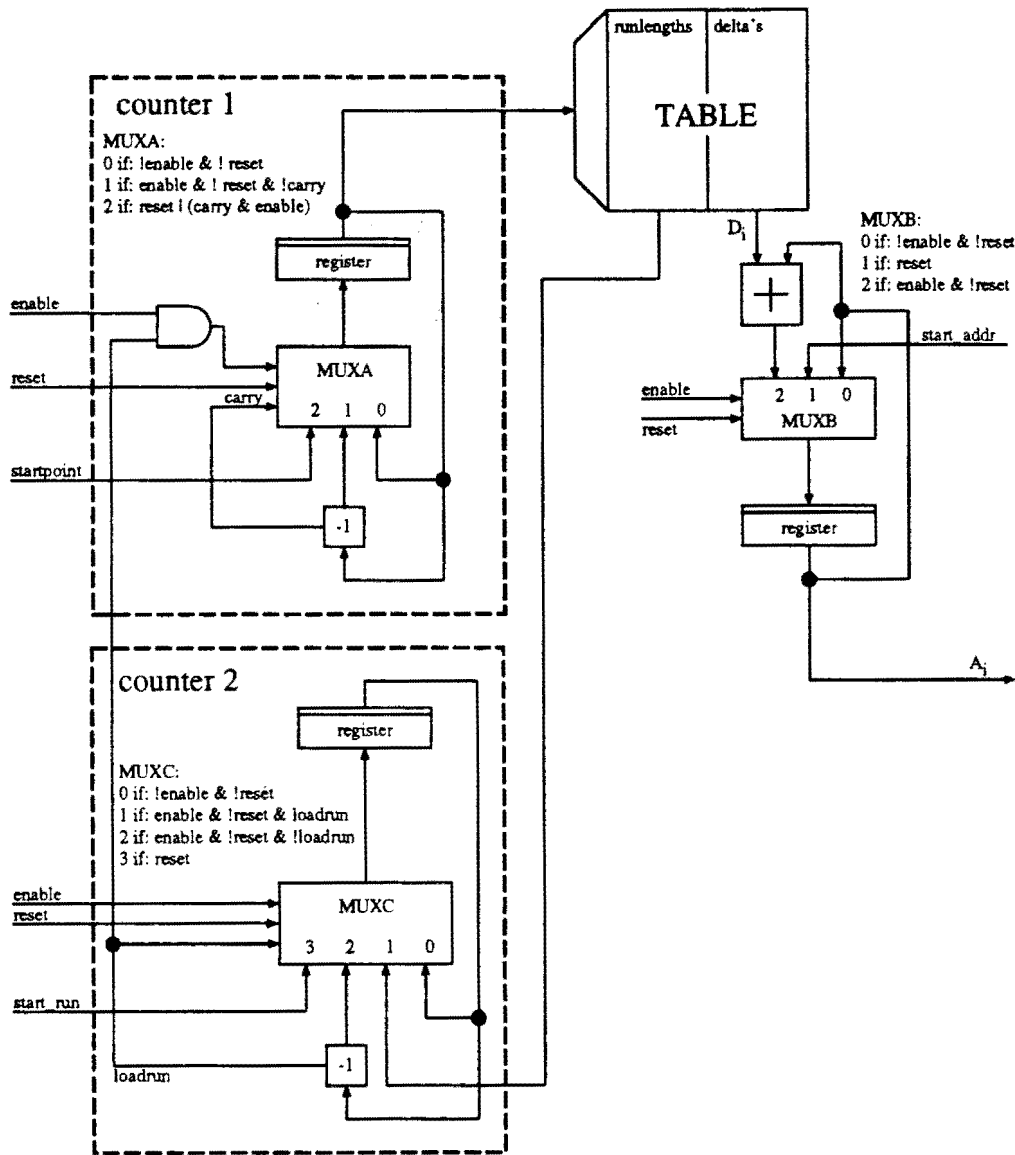 runlengths delta's
TABLE
counter 1
MUXA:
0 if: !enable & ! reset
1 if: enable & ! reset & !carry
2 if: reset | (carry & enable)
register
enable
reset
MUXA
carry
2 1 0
startpoint
-1
D_i
MUXB:
0 if: !enable & !reset
1 if: reset
2 if: enable & !reset
+
start_addr
enable
2 1 0
reset
MUXB
register
A_i
counter 2
register
MUXC:
0 if: !enable & !reset
1 if: enable & !reset & loadrun
2 if: enable & !reset & !loadrun
3 if: reset
enable
MUXC
reset
3 2 1 0
start_run
-1
loadrun